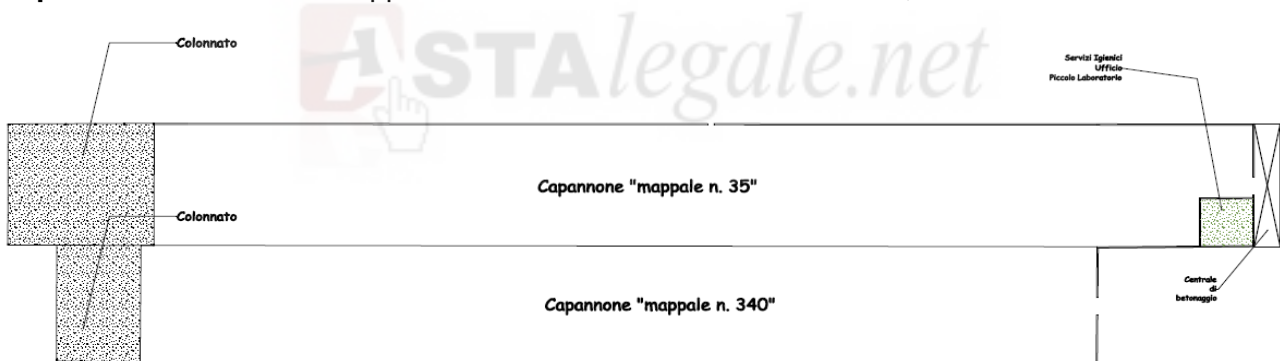 ASTAlegale.net
Colonnato
Servizi Igienici
Ufficio
Piccolo Laboratorio
Capannone "mappale n. 35"
Colonnato
Centrale
di
betonaggio
Capannone "mappale n. 340"